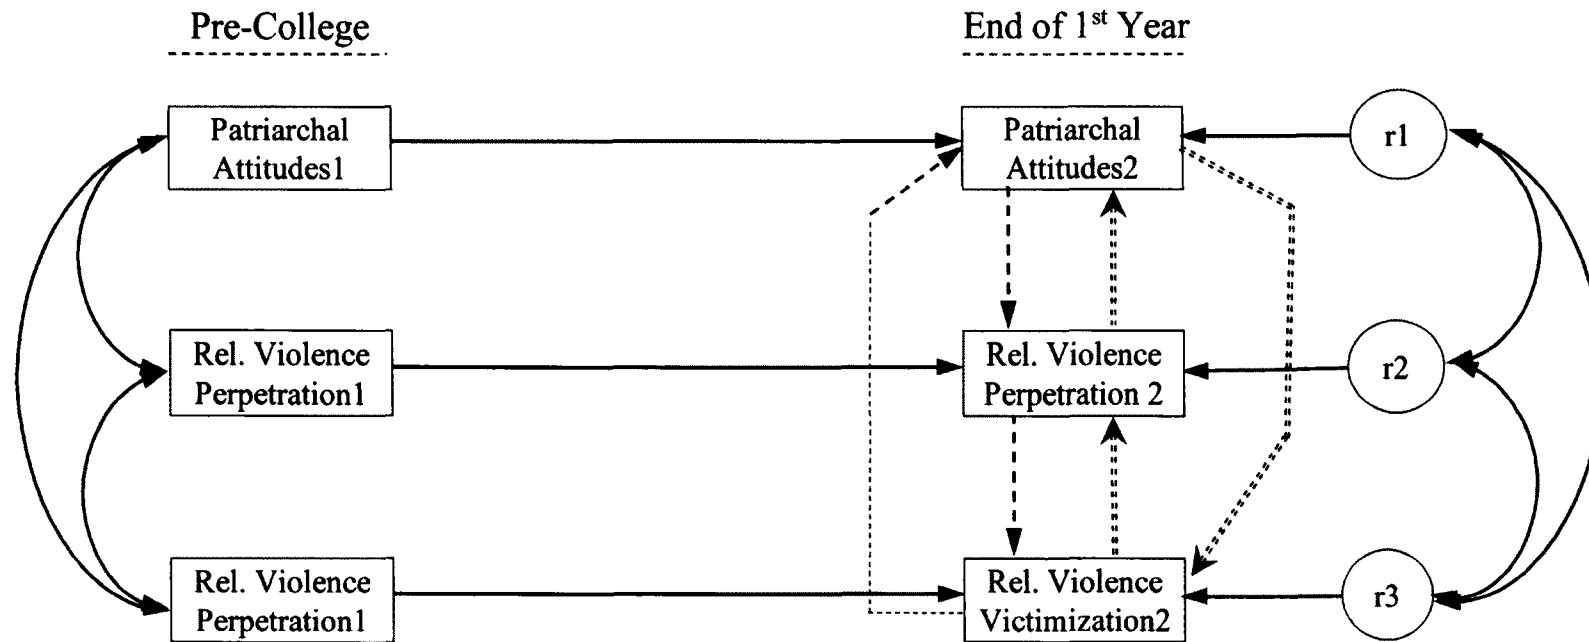 Pre-College
End of 1st Year
Patriarchal
Attitudes1
Patriarchal
Attitudes2
r1
Rel. Violence
Perpetration1
Rel. Violence
Perpetration 2
r2
Rel. Violence
Perpetration1
Rel. Violence
Victimization2
r3